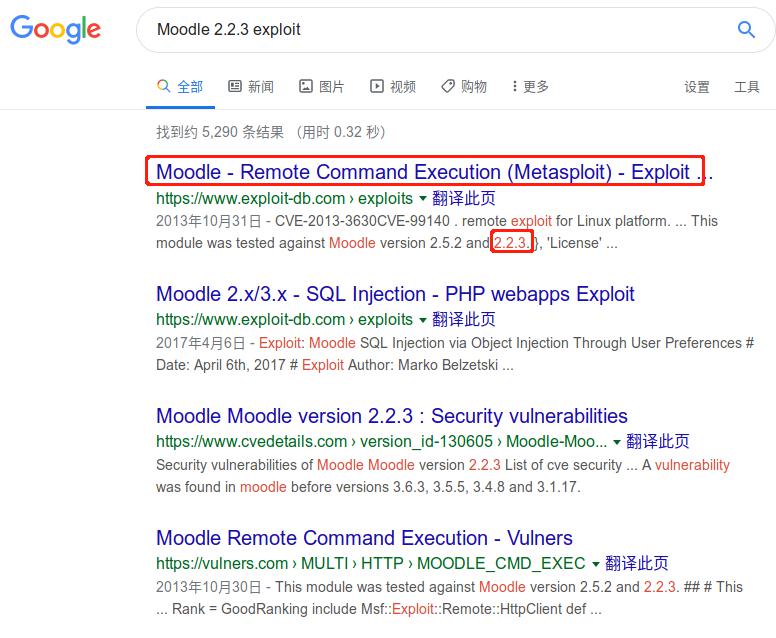 Google
Moodle 2.2.3 exploit
全部 新闻 图片 视频 购物 更多 设置 工具
找到约 5,290 条结果 （用时 0.32 秒）
Moodle - Remote Command Execution (Metasploit) - Exploit ...
https://www.exploit-db.com › exploits ▾ 翻译此页
2013年10月31日 - CVE-2013-3630CVE-99140 . remote exploit for Linux platform. ... This
module was tested against Moodle version 2.5.2 and 2.2.3. }, 'License' ...
Moodle 2.x/3.x - SQL Injection - PHP webapps Exploit
https://www.exploit-db.com › exploits ▾ 翻译此页
2017年4月6日 - Exploit: Moodle SQL Injection via Object Injection Through User Preferences #
Date: April 6th, 2017 # Exploit Author: Marko Belzetski ...
Moodle Moodle version 2.2.3 : Security vulnerabilities
https://www.cvedetails.com › version_id-130605 › Moodle-Moo... ▾ 翻译此页
Security vulnerabilities of Moodle Moodle version 2.2.3 List of cve security ... A vulnerability
was found in moodle before versions 3.6.3, 3.5.5, 3.4.8 and 3.1.17.
Moodle Remote Command Execution - Vulners
https://vulners.com › MULTI › HTTP › MOODLE_CMD_EXEC ▾ 翻译此页
2013年10月30日 - This module was tested against Moodle version 2.5.2 and 2.2.3. ## # This
... Rank = GoodRanking include Msf::Exploit::Remote::HttpClient def ...